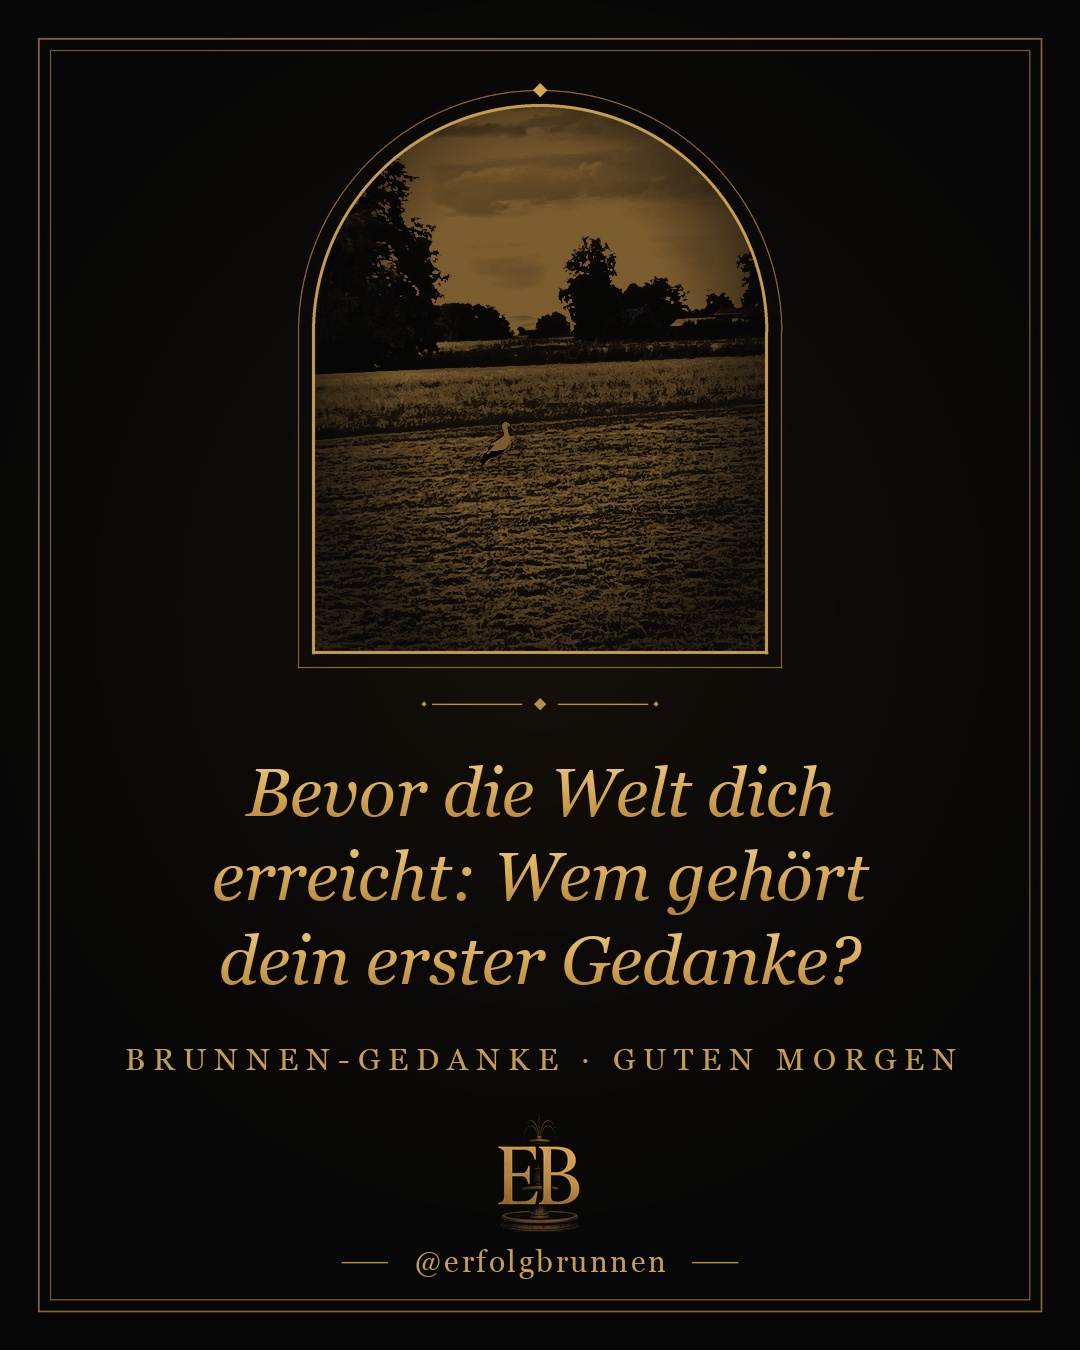 Bevor die Welt dich
erreicht: Wem gehört
dein erster Gedanke?
BRUNNEN-GEDANKE · GUTEN MORGEN
EB
@erfolgbrunnen